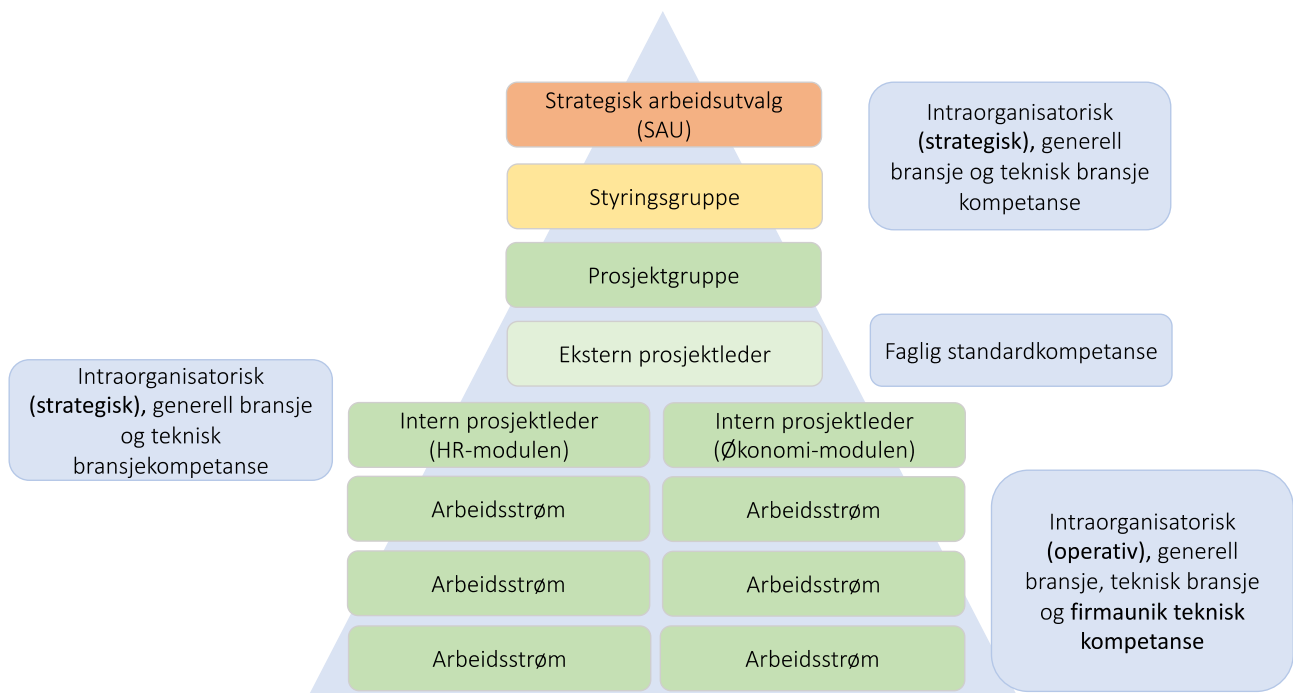 Strategisk arbeidsutvalg
(SAU)
Intraorganisatorisk
(strategisk), generell
bransje og teknisk bransje
kompetanse
Styringsgruppe
Prosjektgruppe
Ekstern prosjektleder
Faglig standardkompetanse
Intraorganisatorisk
(strategisk), generell bransje
og teknisk
bransjekompetanse
Intern prosjektleder
(HR-modulen)
Intern prosjektleder
(Økonomi-modulen)
Arbeidsstrøm
Arbeidsstrøm
Arbeidsstrøm
Arbeidsstrøm
Arbeidsstrøm
Arbeidsstrøm
Intraorganisatorisk
(operativ), generell
bransje, teknisk bransje
og firmaunik teknisk
kompetanse